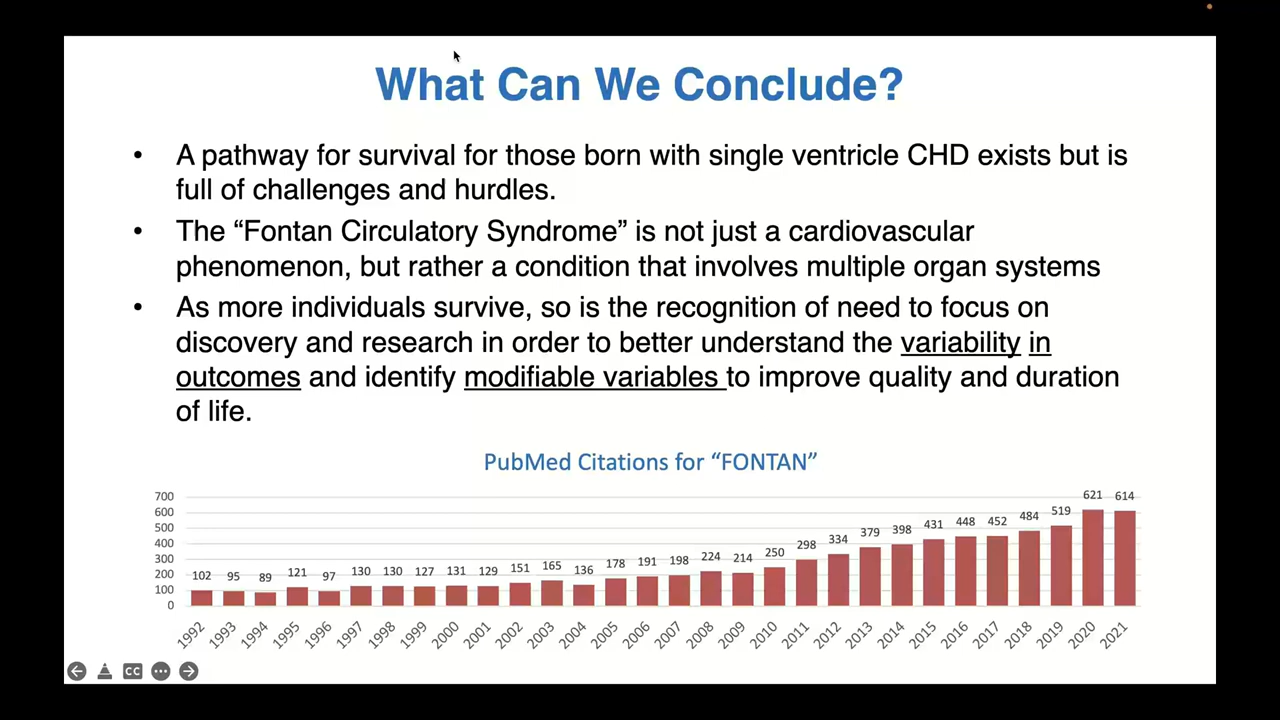 What Can We Conclude?
• A pathway for survival for those born with single ventricle CHD exists but is
full of challenges and hurdles.
• The “Fontan Circulatory Syndrome” is not just a cardiovascular
phenomenon, but rather a condition that involves multiple organ systems
• As more individuals survive, so is the recognition of need to focus on
discovery and research in order to better understand the variability in
outcomes and identify modifiable variables to improve quality and duration
of life.
PubMed Citations for “FONTAN”
700
600
500
400
300
200
100
0
102 95 89 121 97 130 130 127 131 129 151 165 136 178 191 198 224 214 250 298 334 379 398 431 448 452 484 519 621 614
1992 1993 1994 1995 1996 1997 1998 1999 2000 2001 2002 2003 2004 2005 2006 2007 2008 2009 2010 2011 2012 2013 2014 2015 2016 2017 2018 2019 2020 2021
CC